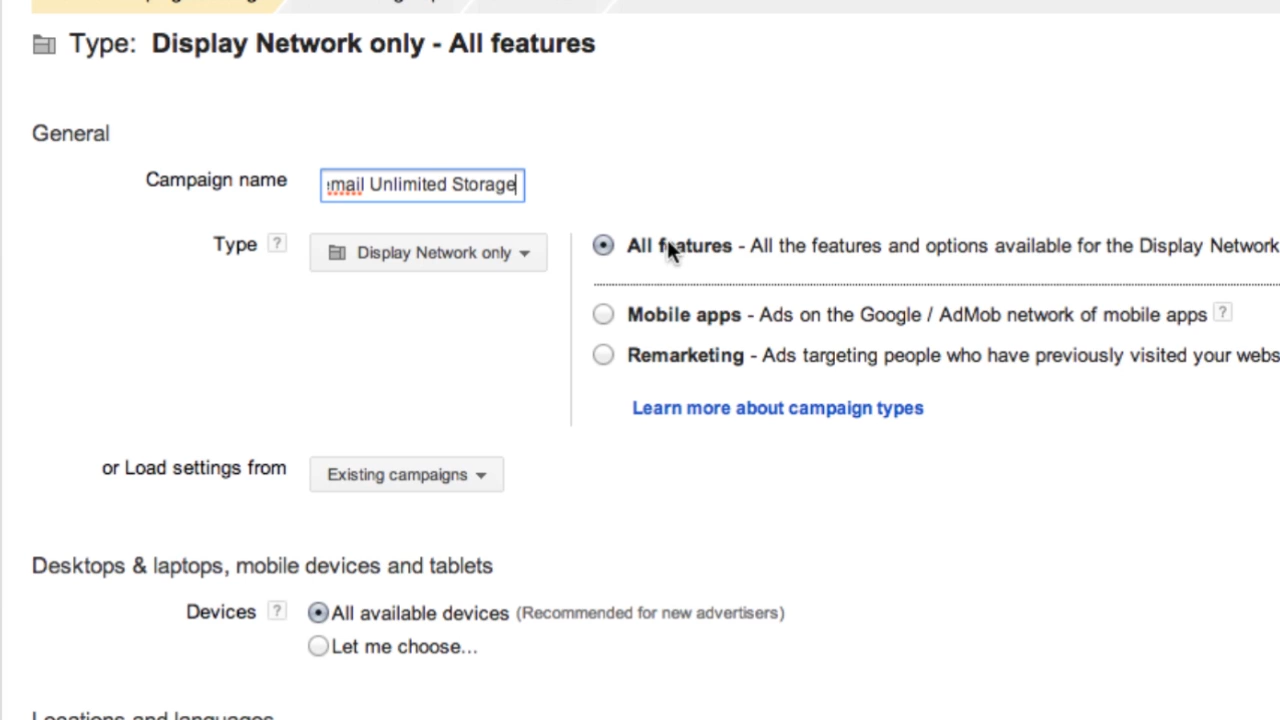 Type: Display Network only - All features
General
Campaign name
mail Unlimited Storage
Type ?
Display Network only
All features - All the features and options available for the Display Network
Mobile apps - Ads on the Google / AdMob network of mobile apps ?
Remarketing - Ads targeting people who have previously visited your webs
Learn more about campaign types
or Load settings from
Existing campaigns
Desktops & laptops, mobile devices and tablets
Devices ?
All available devices (Recommended for new advertisers)
Let me choose...
Locations and languages